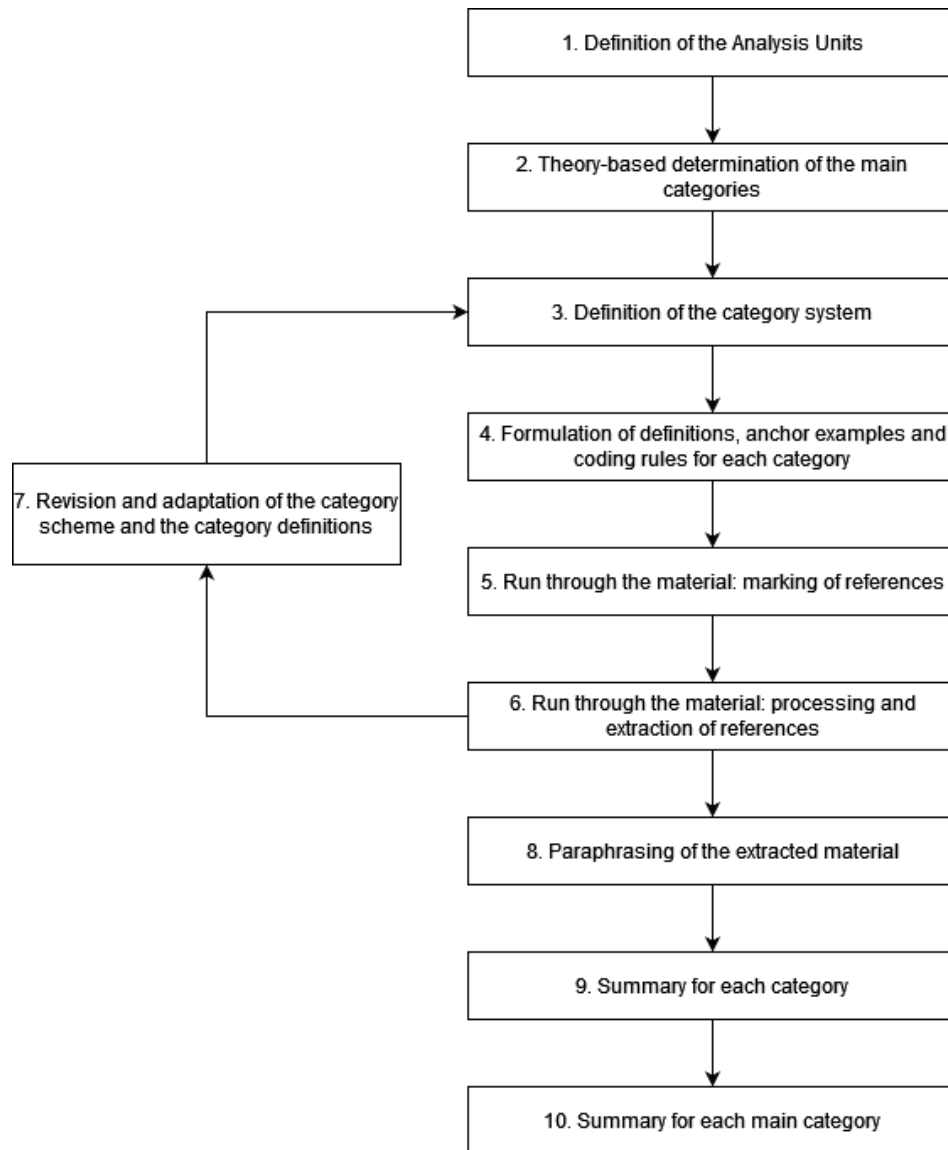 1. Definition of the Analysis Units
2. Theory-based determination of the main
categories
3. Definition of the category system
4. Formulation of definitions, anchor examples and
coding rules for each category
7. Revision and adaptation of the category
scheme and the category definitions
5. Run through the material: marking of references
6. Run through the material: processing and
extraction of references
8. Paraphrasing of the extracted material
9. Summary for each category
10. Summary for each main category